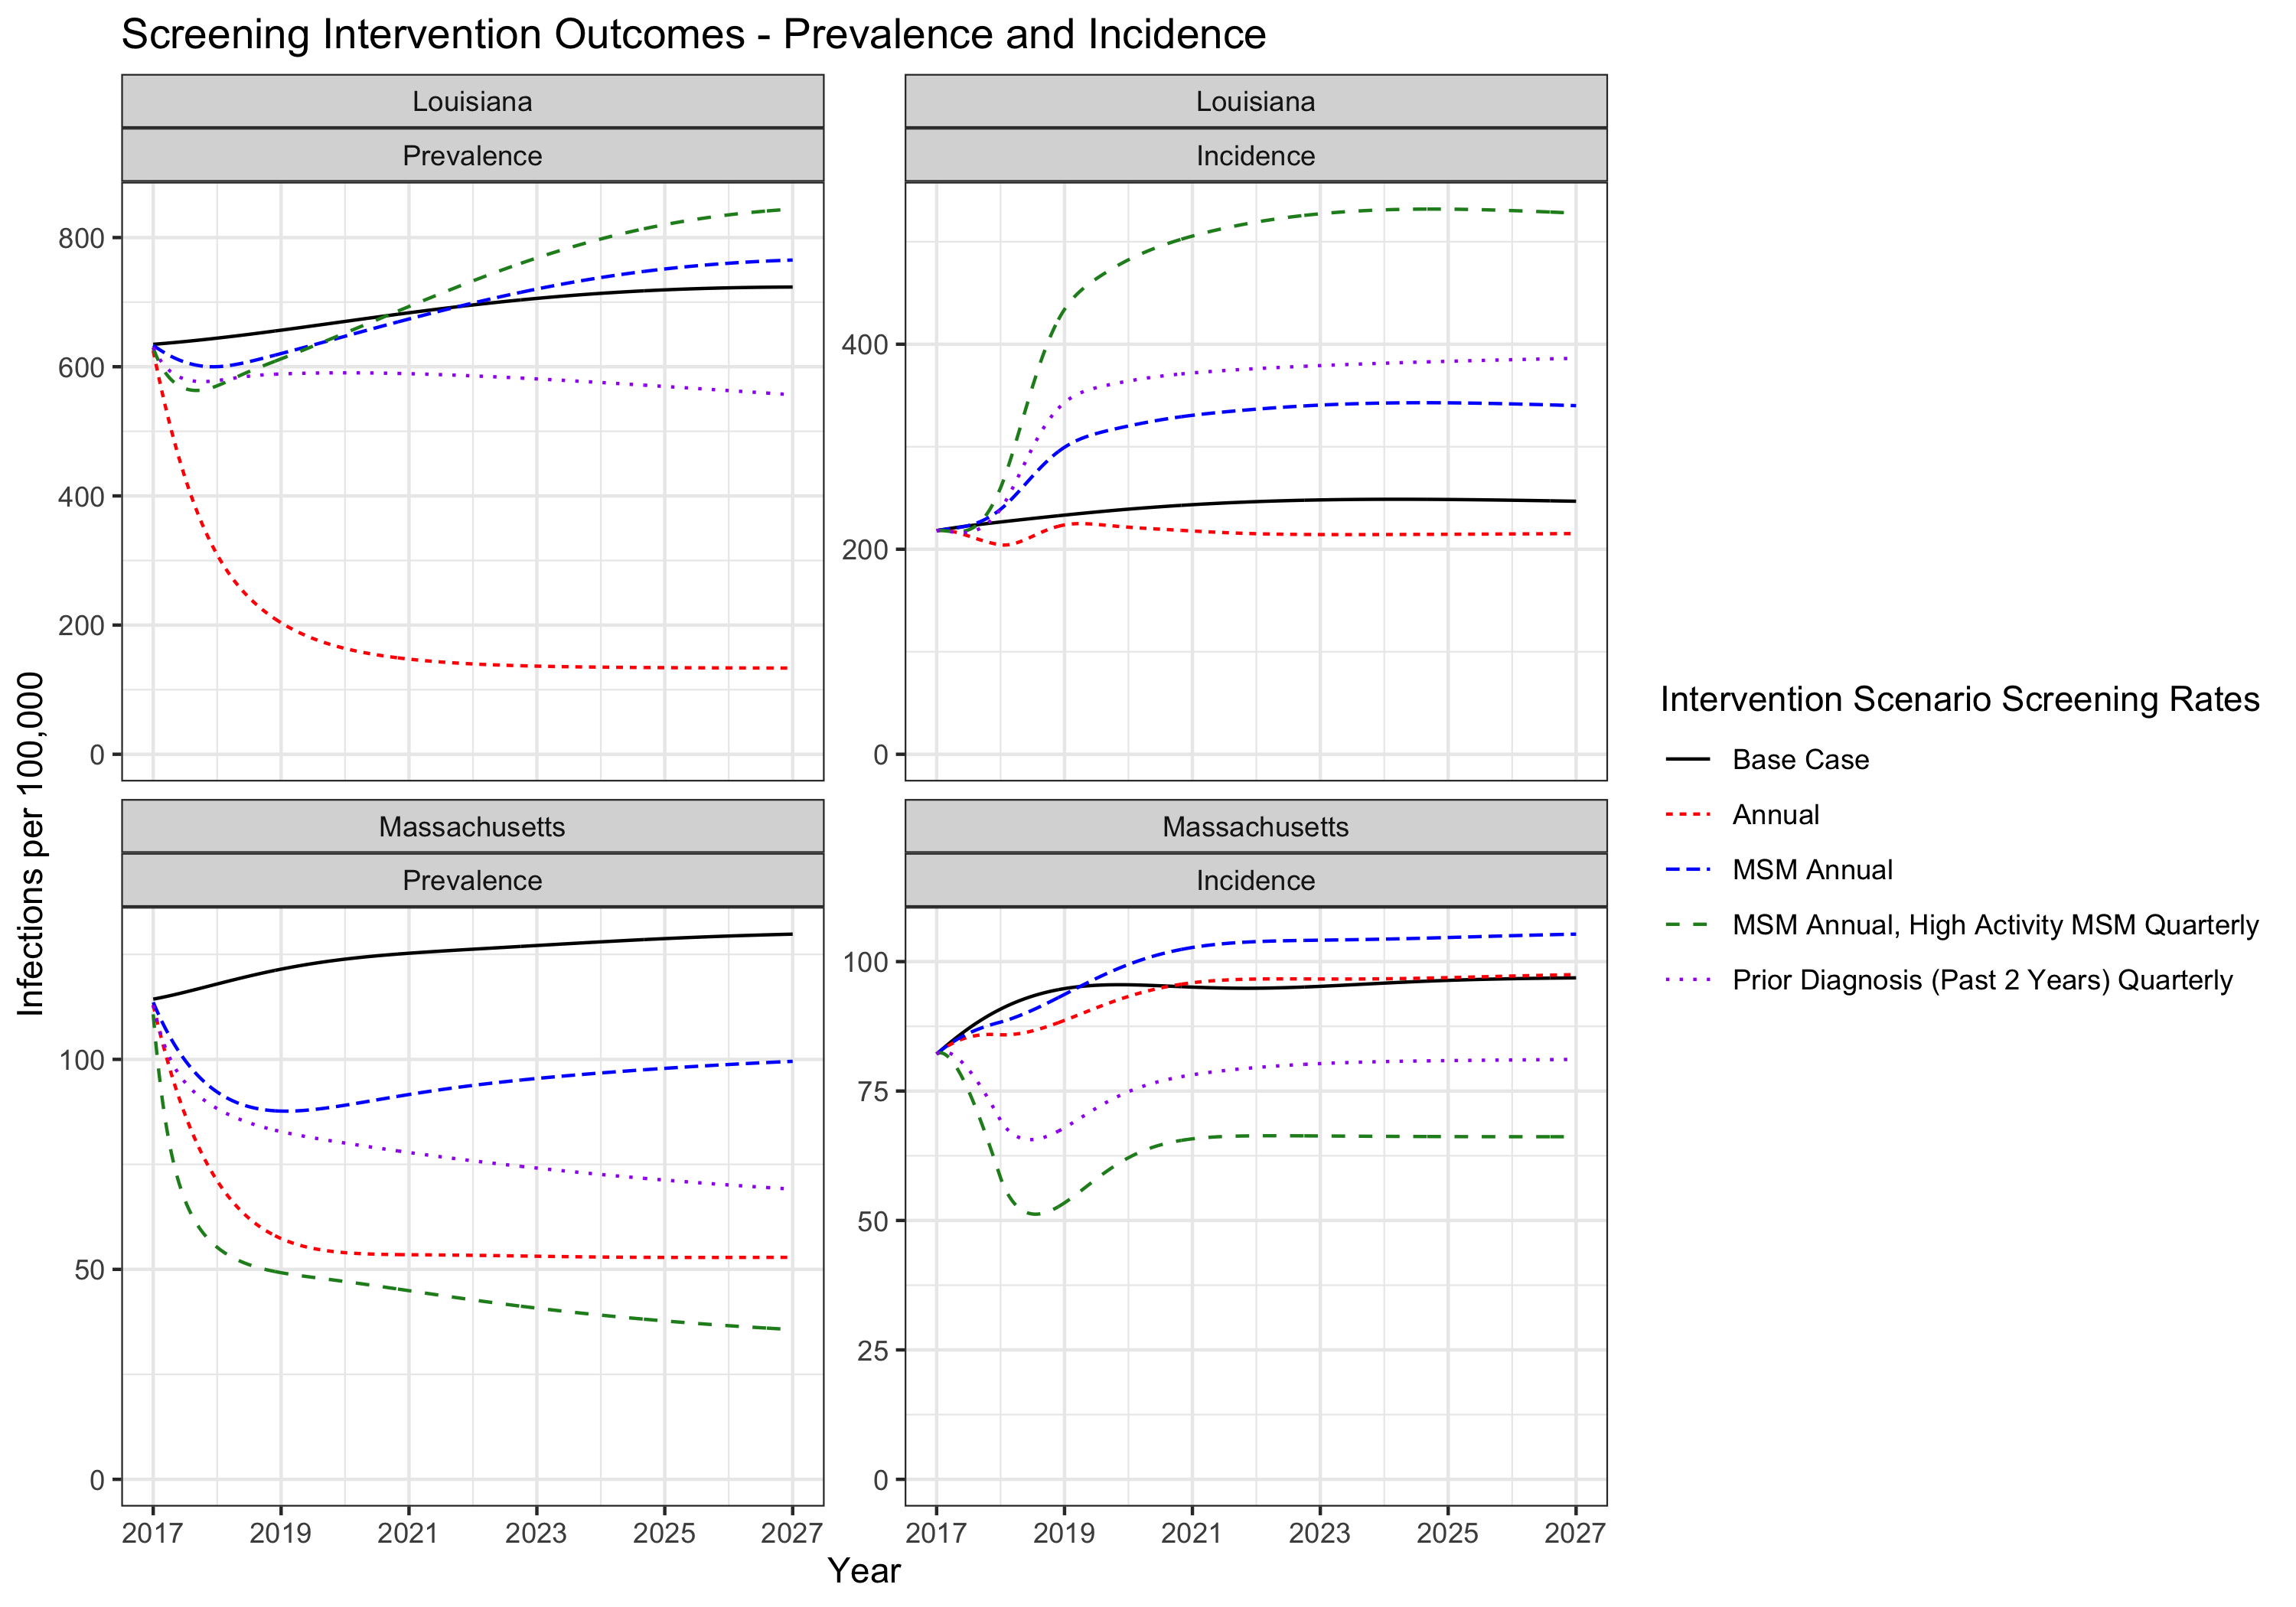 Screening Intervention Outcomes - Prevalence and Incidence
Louisiana
Prevalence
Louisiana
Incidence
800
600
400
200
0
400
200
0
Massachusetts
Prevalence
Massachusetts
Incidence
100
50
0
100
75
50
25
0
2017 2019 2021 2023 2025 2027
2017 2019 2021 2023 2025 2027
Year
Infections per 100,000
Intervention Scenario Screening Rates
Base Case
Annual
MSM Annual
MSM Annual, High Activity MSM Quarterly
Prior Diagnosis (Past 2 Years) Quarterly